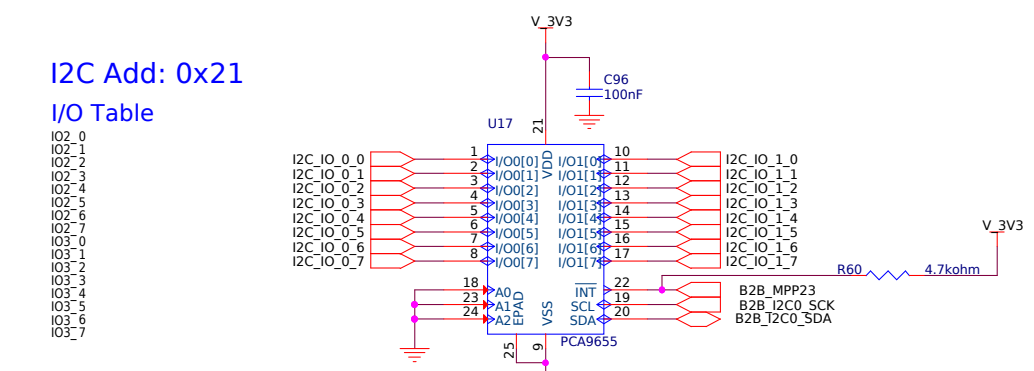 V_3V3
I2C Add: 0x21
I/O Table
C96
100nF
U17
21
VDD
IO2_0
IO2_1
IO2_2
IO2_3
IO2_4
IO2_5
IO2_6
IO2_7
IO3_0
IO3_1
IO3_2
IO3_3
IO3_4
IO3_5
IO3_6
IO3_7
I2C_IO_0_0 1 I/O0[0] I/O1[0] 10 I2C_IO_1_0
I2C_IO_0_1 2 I/O0[1] I/O1[1] 11 I2C_IO_1_1
I2C_IO_0_2 3 I/O0[2] I/O1[2] 12 I2C_IO_1_2
I2C_IO_0_3 4 I/O0[3] I/O1[3] 13 I2C_IO_1_3
I2C_IO_0_4 5 I/O0[4] I/O1[4] 14 I2C_IO_1_4
I2C_IO_0_5 6 I/O0[5] I/O1[5] 15 I2C_IO_1_5
I2C_IO_0_6 7 I/O0[6] I/O1[6] 16 I2C_IO_1_6
I2C_IO_0_7 8 I/O0[7] I/O1[7] 17 I2C_IO_1_7
V_3V3
R60 4.7kohm
18 A0 INT 22 B2B_MPP23
23 A1 SCL 19 B2B_I2C0_SCK
24 A2 SDA 20 B2B_I2C0_SDA
EPAD
VSS
25
9
PCA9655